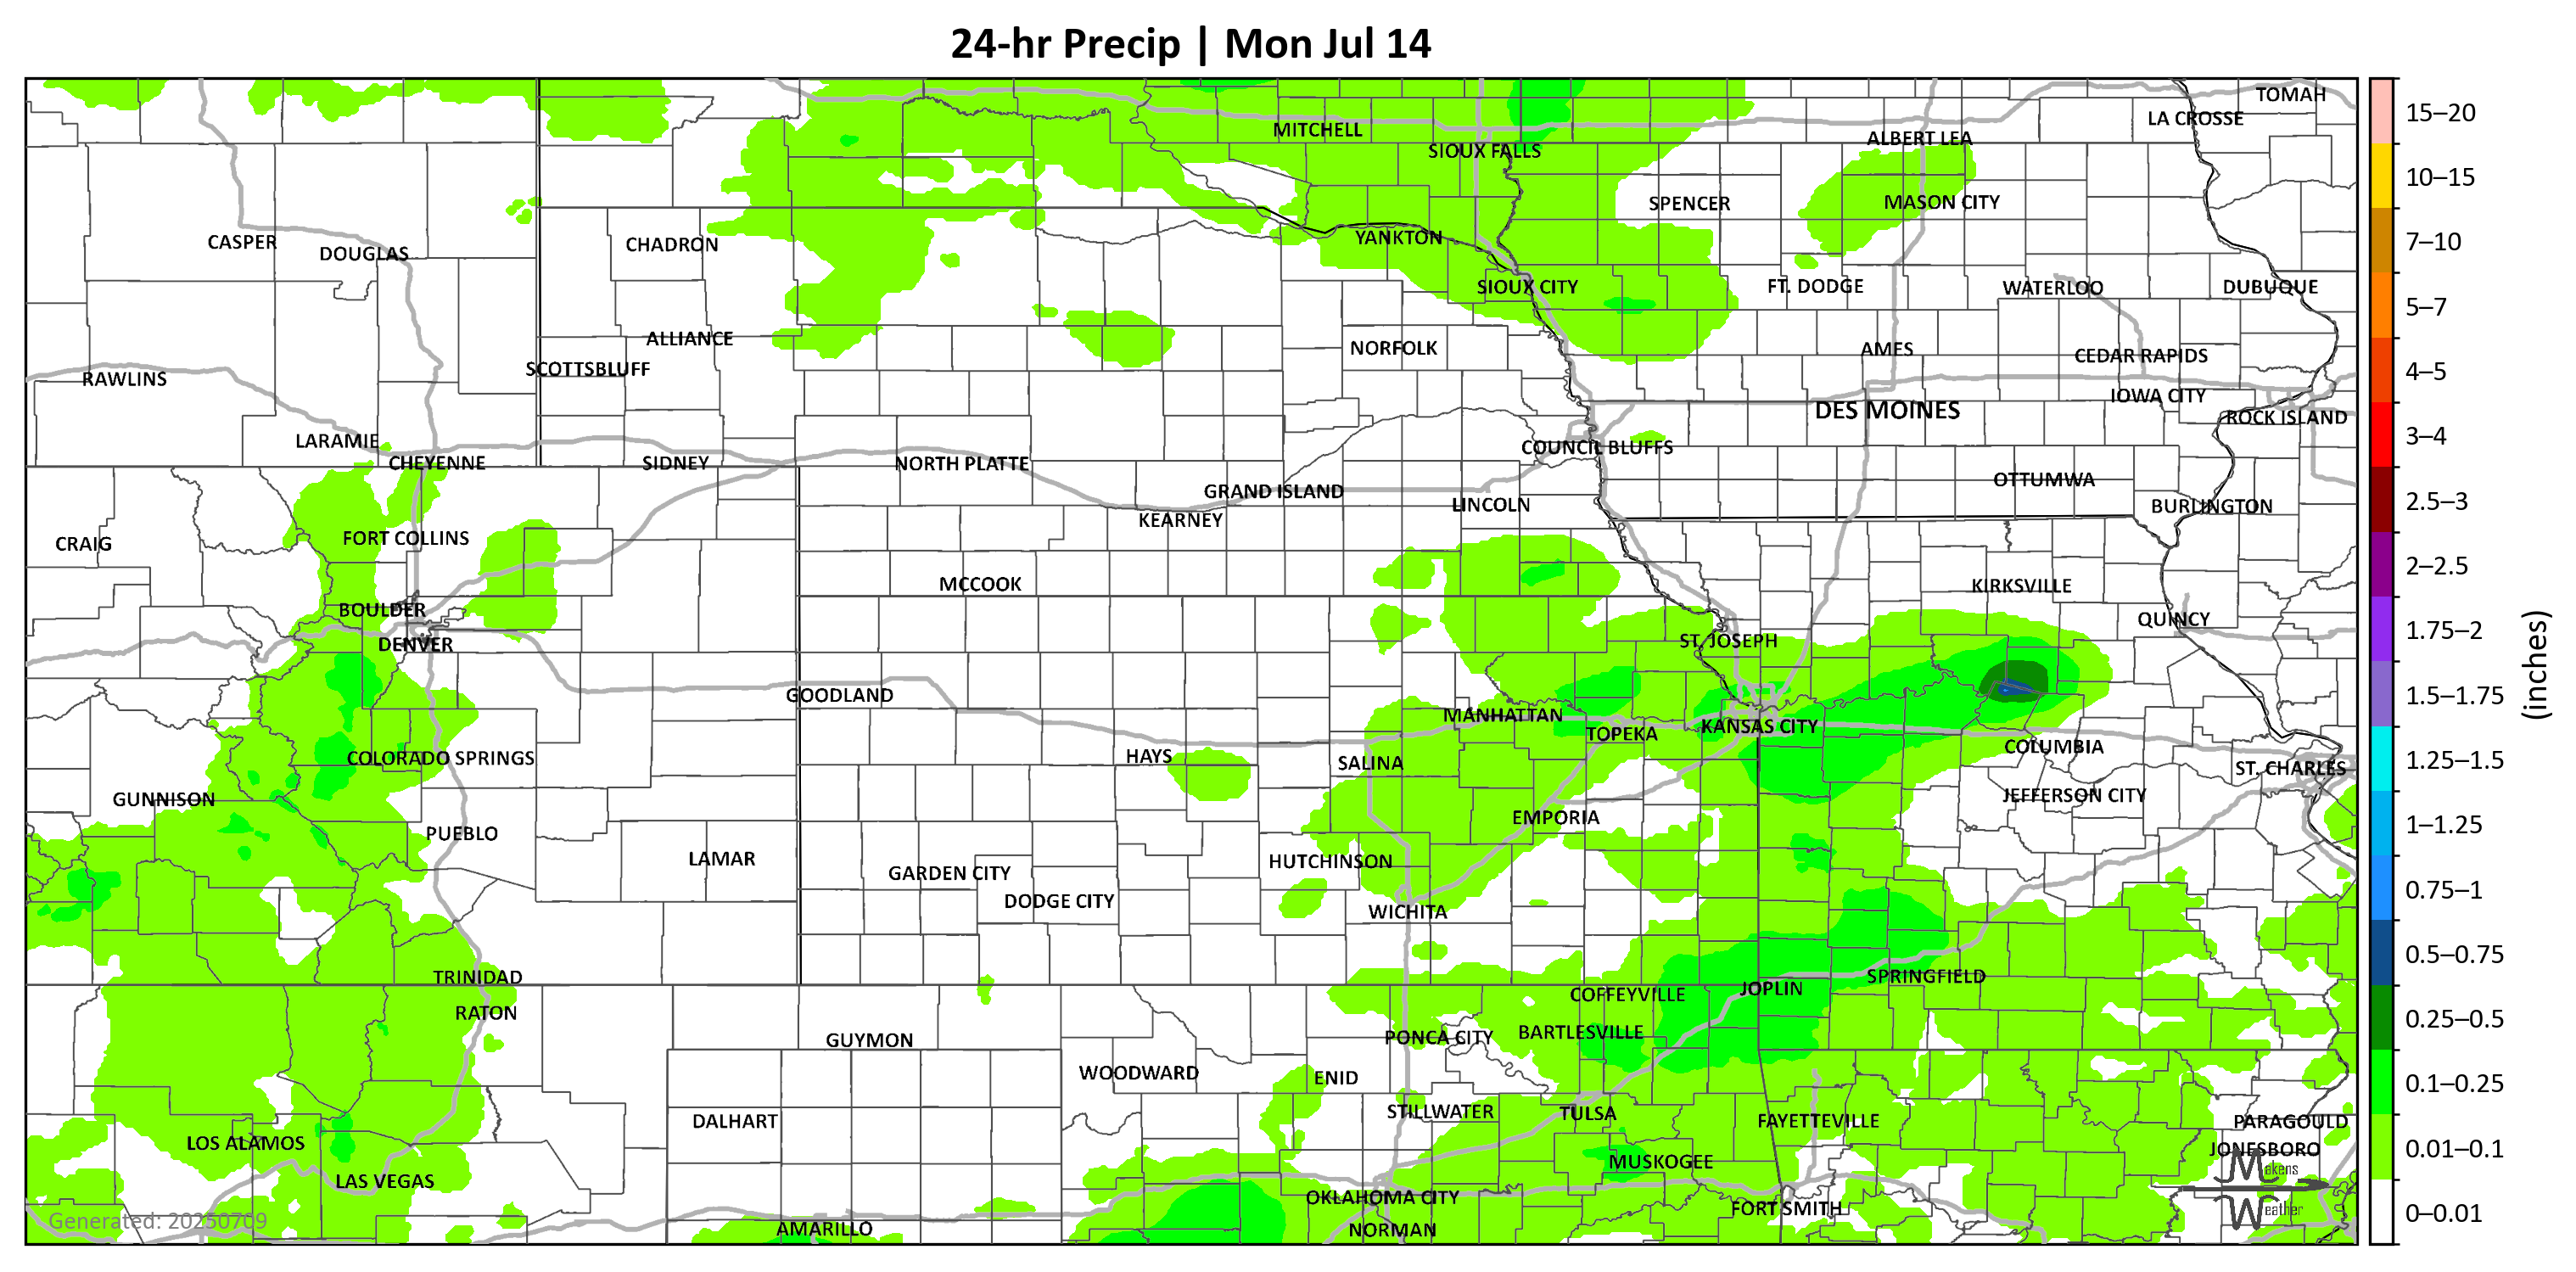 24-hr Precip | Mon Jul 14
TOMAH
LA CROSSE
MITCHELL
ALBERT LEA
SIOUX FALLS
SPENCER
MASON CITY
CASPER
DOUGLAS
CHADRON
YANKTON
SIOUX CITY
FT. DODGE
WATERLOO
DUBUQUE
ALLIANCE
NORFOLK
AMES
CEDAR RAPIDS
SCOTTSBLUFF
RAWLINS
IOWA CITY
DES MOINES
ROCK ISLAND
LARAMIE
COUNCIL BLUFFS
CHEYENNE
SIDNEY
NORTH PLATTE
OTTUMWA
GRAND ISLAND
LINCOLN
BURLINGTON
KEARNEY
CRAIG
FORT COLLINS
MCCOOK
KIRKSVILLE
BOULDER
QUINCY
DENVER
ST. JOSEPH
GOODLAND
MANHATTAN
KANSAS CITY
TOPEKA
COLUMBIA
COLORADO SPRINGS
HAYS
SALINA
ST. CHARLES
GUNNISON
JEFFERSON CITY
EMPORIA
PUEBLO
LAMAR
HUTCHINSON
GARDEN CITY
DODGE CITY
WICHITA
TRINIDAD
SPRINGFIELD
JOPLIN
COFFEYVILLE
RATON
BARTLESVILLE
PONCA CITY
GUYMON
WOODWARD
ENID
STILLWATER
TULSA
DALHART
FAYETTEVILLE
PARAGOULD
LOS ALAMOS
JONESBORO
MUSKOGEE
LAS VEGAS
OKLAHOMA CITY
FORT SMITH
AMARILLO
NORMAN
Generated: 20250709
Makens
Weather
15–20
10–15
7–10
5–7
4–5
3–4
2.5–3
2–2.5
1.75–2
1.5–1.75
1.25–1.5
1–1.25
0.75–1
0.5–0.75
0.25–0.5
0.1–0.25
0.01–0.1
0–0.01
(inches)